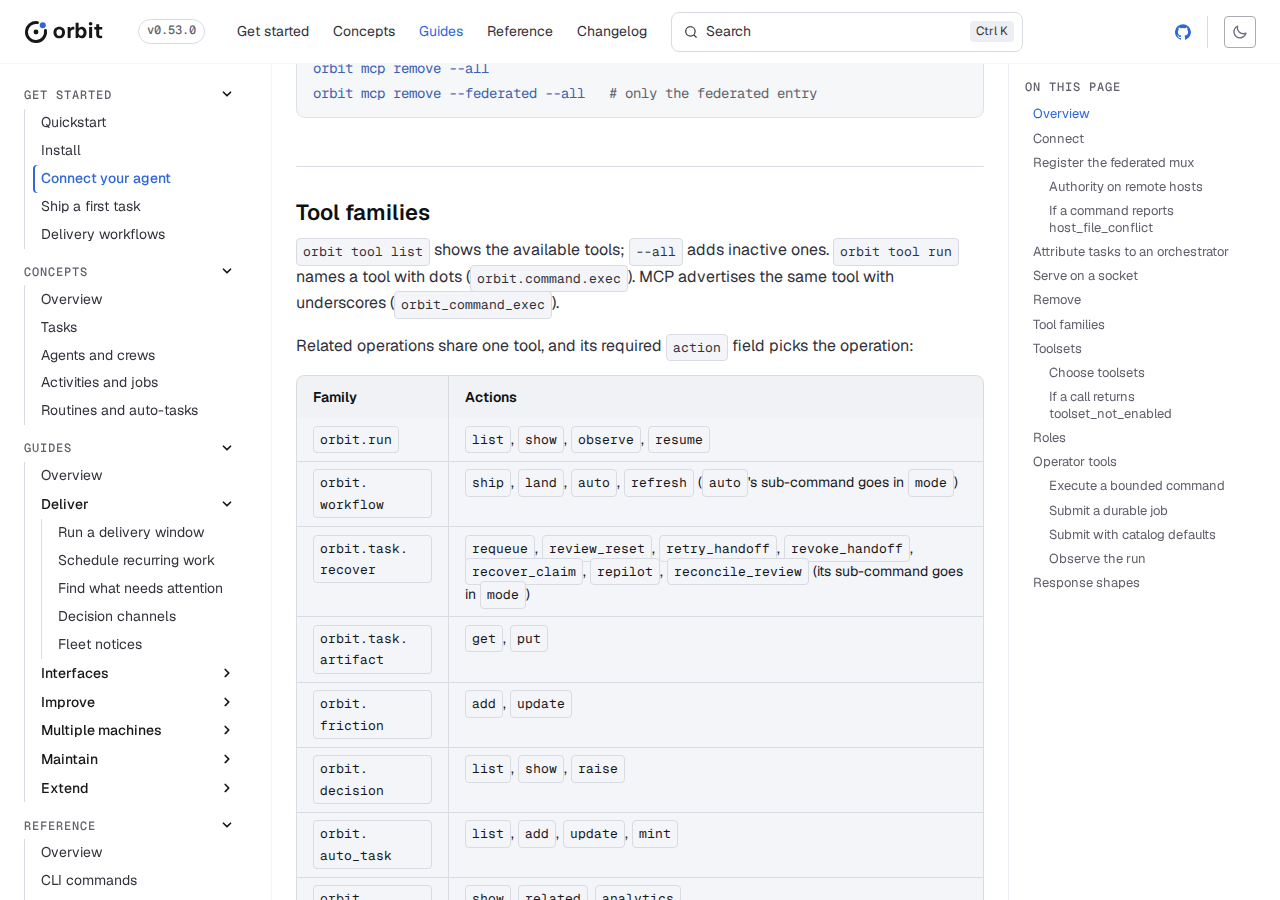 orbit
v0.53.0
Get started
Concepts
Guides
Reference
Changelog
Search
Ctrl K
GET STARTED
Quickstart
Install
Connect your agent
Ship a first task
Delivery workflows
CONCEPTS
Overview
Tasks
Agents and crews
Activities and jobs
Routines and auto-tasks
GUIDES
Overview
Deliver
Run a delivery window
Schedule recurring work
Find what needs attention
Decision channels
Fleet notices
Interfaces
Improve
Multiple machines
Maintain
Extend
REFERENCE
Overview
CLI commands
orbit mcp remove --all
orbit mcp remove --federated --all   # only the federated entry
Tool families
orbit tool list shows the available tools; --all adds inactive ones. orbit tool run
names a tool with dots (orbit.command.exec). MCP advertises the same tool with
underscores (orbit_command_exec).
Related operations share one tool, and its required action field picks the operation:
Family Actions
orbit.run list, show, observe, resume
orbit. ship, land, auto, refresh (auto's sub-command goes in mode)
workflow
orbit.task. requeue, review_reset, retry_handoff, revoke_handoff,
recover recover_claim, repilot, reconcile_review (its sub-command goes
in mode)
orbit.task. get, put
artifact
orbit. add, update
friction
orbit. list, show, raise
decision
orbit. list, add, update, mint
auto_task
orbit. show, related, analytics
ON THIS PAGE
Overview
Connect
Register the federated mux
Authority on remote hosts
If a command reports
host_file_conflict
Attribute tasks to an orchestrator
Serve on a socket
Remove
Tool families
Toolsets
Choose toolsets
If a call returns
toolset_not_enabled
Roles
Operator tools
Execute a bounded command
Submit a durable job
Submit with catalog defaults
Observe the run
Response shapes